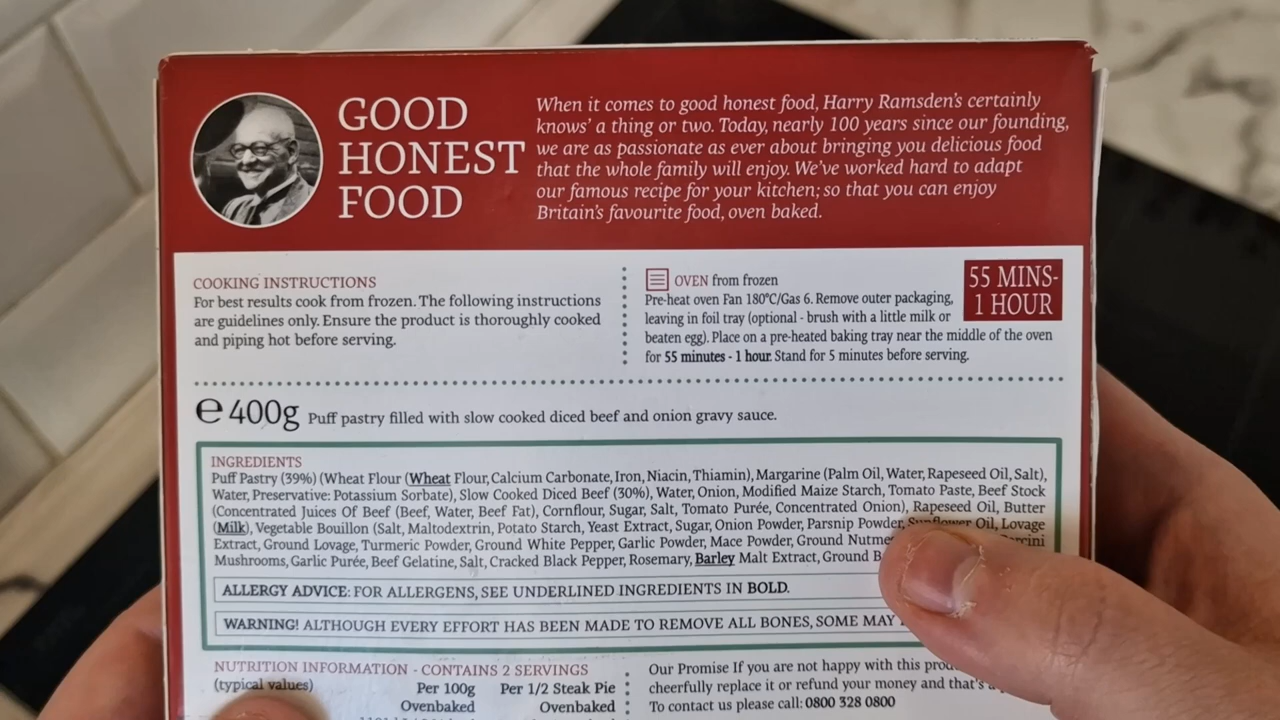 GOOD
HONEST
FOOD
When it comes to good honest food, Harry Ramsden's certainly
knows' a thing or two. Today, nearly 100 years since our founding,
we are as passionate as ever about bringing you delicious food
that the whole family will enjoy. We've worked hard to adapt
our famous recipe for your kitchen; so that you can enjoy
Britain's favourite food, oven baked.
COOKING INSTRUCTIONS
For best results cook from frozen. The following instructions
are guidelines only. Ensure the product is thoroughly cooked
and piping hot before serving.
OVEN from frozen
55 MINS-
1 HOUR
Pre-heat oven Fan 180°C/Gas 6. Remove outer packaging,
leaving in foil tray (optional - brush with a little milk or
beaten egg). Place on a pre-heated baking tray near the middle of the oven
for 55 minutes - 1 hour. Stand for 5 minutes before serving.
℮ 400g Puff pastry filled with slow cooked diced beef and onion gravy sauce.
INGREDIENTS
Puff Pastry (39%) (Wheat Flour (Wheat Flour, Calcium Carbonate, Iron, Niacin, Thiamin), Margarine (Palm Oil, Water, Rapeseed Oil, Salt),
Water, Preservative: Potassium Sorbate), Slow Cooked Diced Beef (30%), Water, Onion, Modified Maize Starch, Tomato Paste, Beef Stock
(Concentrated Juices Of Beef (Beef, Water, Beef Fat), Cornflour, Sugar, Salt, Tomato Purée, Concentrated Onion), Rapeseed Oil, Butter
(Milk), Vegetable Bouillon (Salt, Maltodextrin, Potato Starch, Yeast Extract, Sugar, Onion Powder, Parsnip Powder, Sunflower Oil, Lovage
Extract, Ground Lovage, Turmeric Powder, Ground White Pepper, Garlic Powder, Mace Powder, Ground
Mushrooms, Garlic Purée, Beef Gelatine, Salt, Cracked Black Pepper, Rosemary, Barley Malt Extract, Ground
ALLERGY ADVICE: FOR ALLERGENS, SEE UNDERLINED INGREDIENTS IN BOLD.
WARNING! ALTHOUGH EVERY EFFORT HAS BEEN MADE TO REMOVE ALL BONES, SOME MAY
NUTRITION INFORMATION - CONTAINS 2 SERVINGS
(typical values) Per 100g Per 1/2 Steak Pie
Ovenbaked Ovenbaked
Our Promise If you are not happy with this
cheerfully replace it or refund your money and that's
To contact us please call: 0800 328 0800